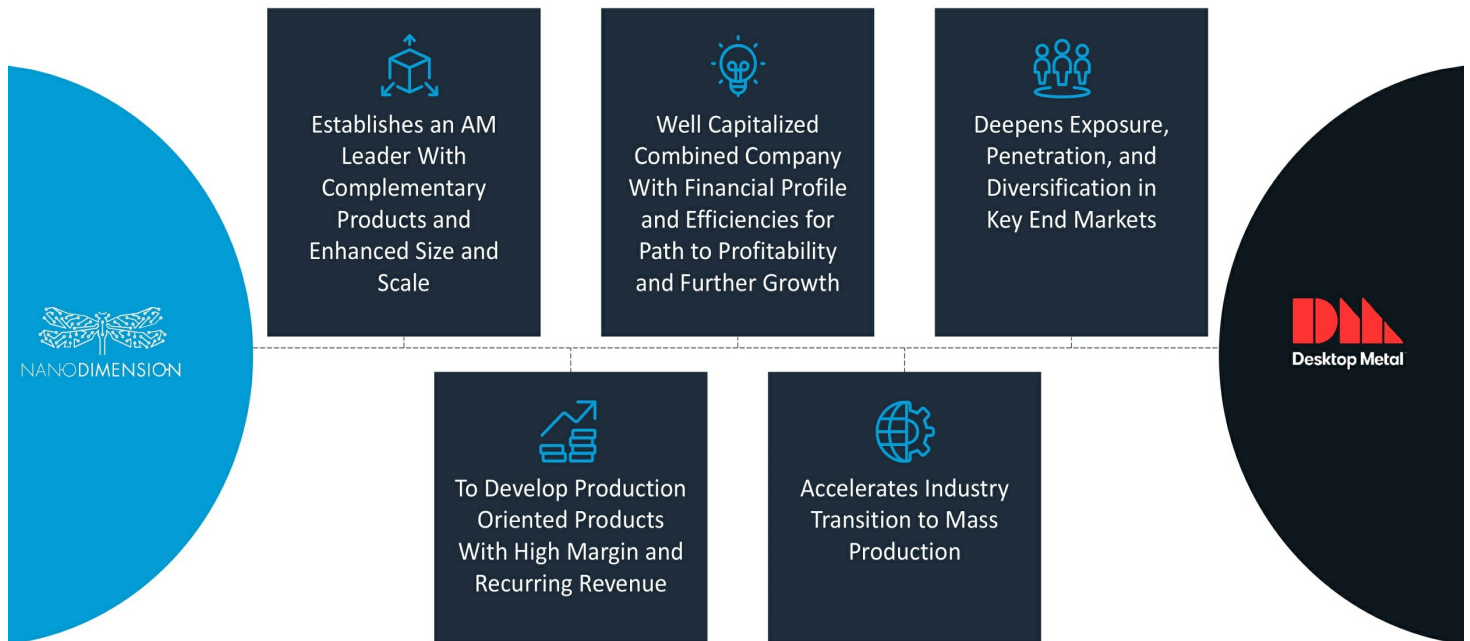 Establishes an AM
Leader With
Complementary
Products and
Enhanced Size and
Scale
Well Capitalized
Combined Company
With Financial Profile
and Efficiencies for
Path to Profitability
and Further Growth
Deepens Exposure,
Penetration, and
Diversification in
Key End Markets
NANODIMENSION
Desktop Metal
To Develop Production
Oriented Products
With High Margin and
Recurring Revenue
Accelerates Industry
Transition to Mass
Production